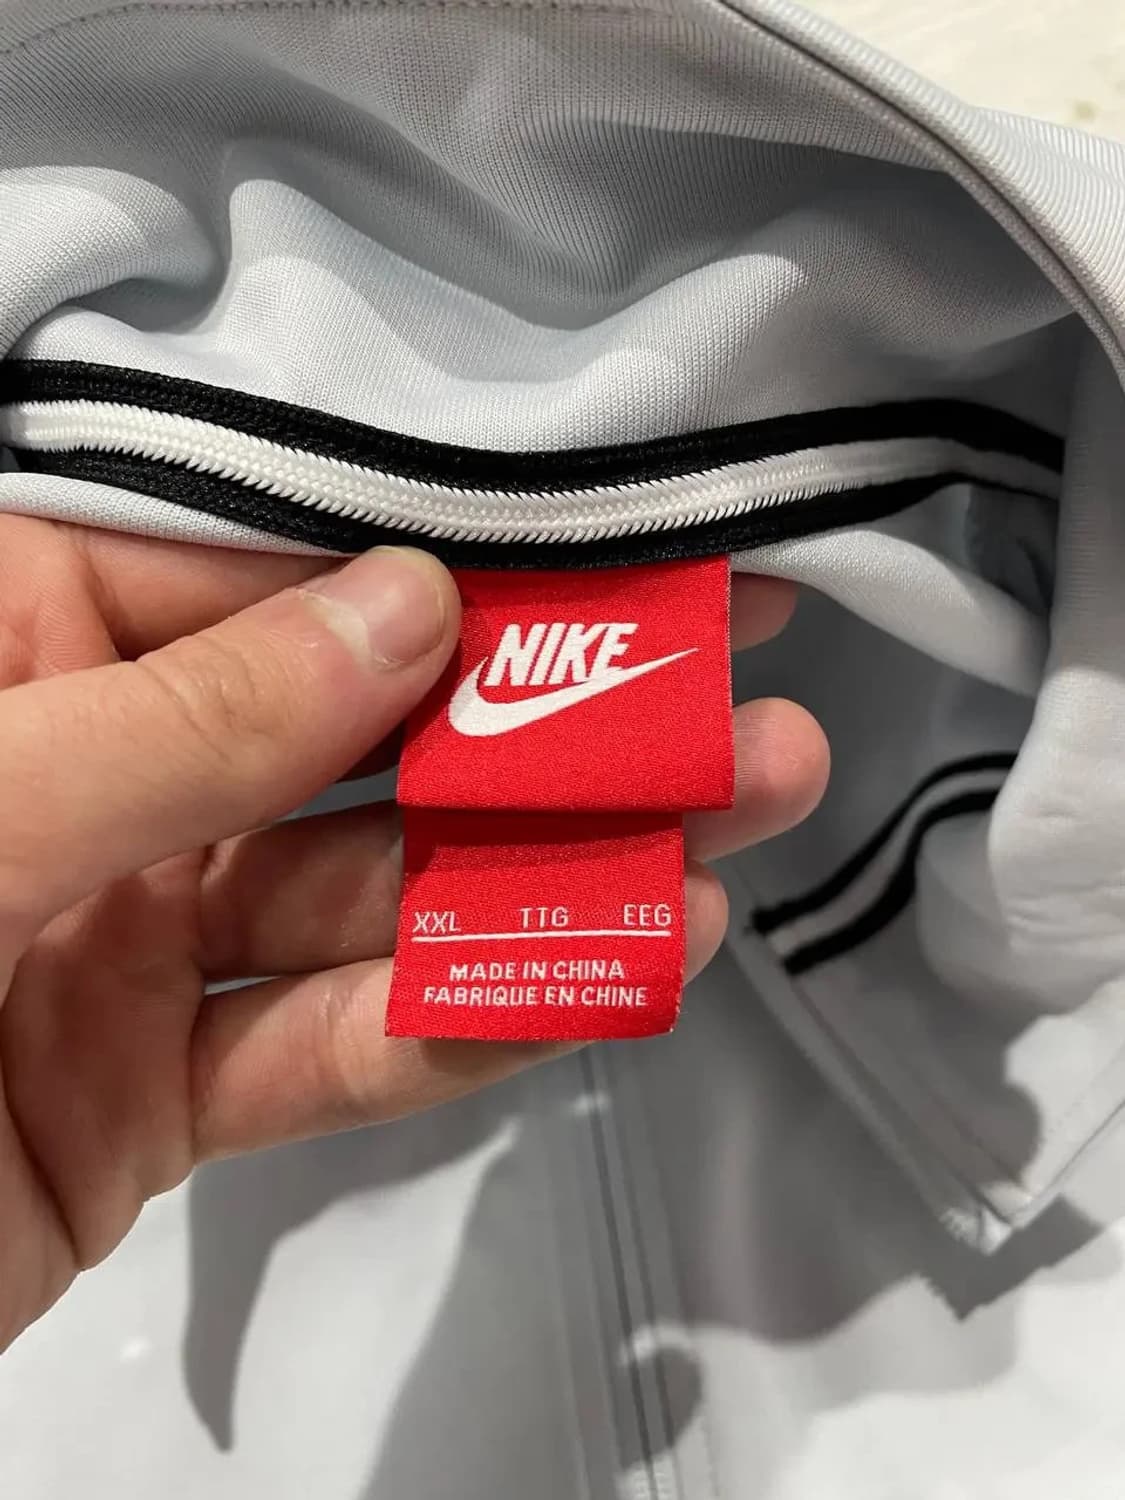 NIKE
XXL TTG EEG
MADE IN CHINA
FABRIQUE EN CHINE